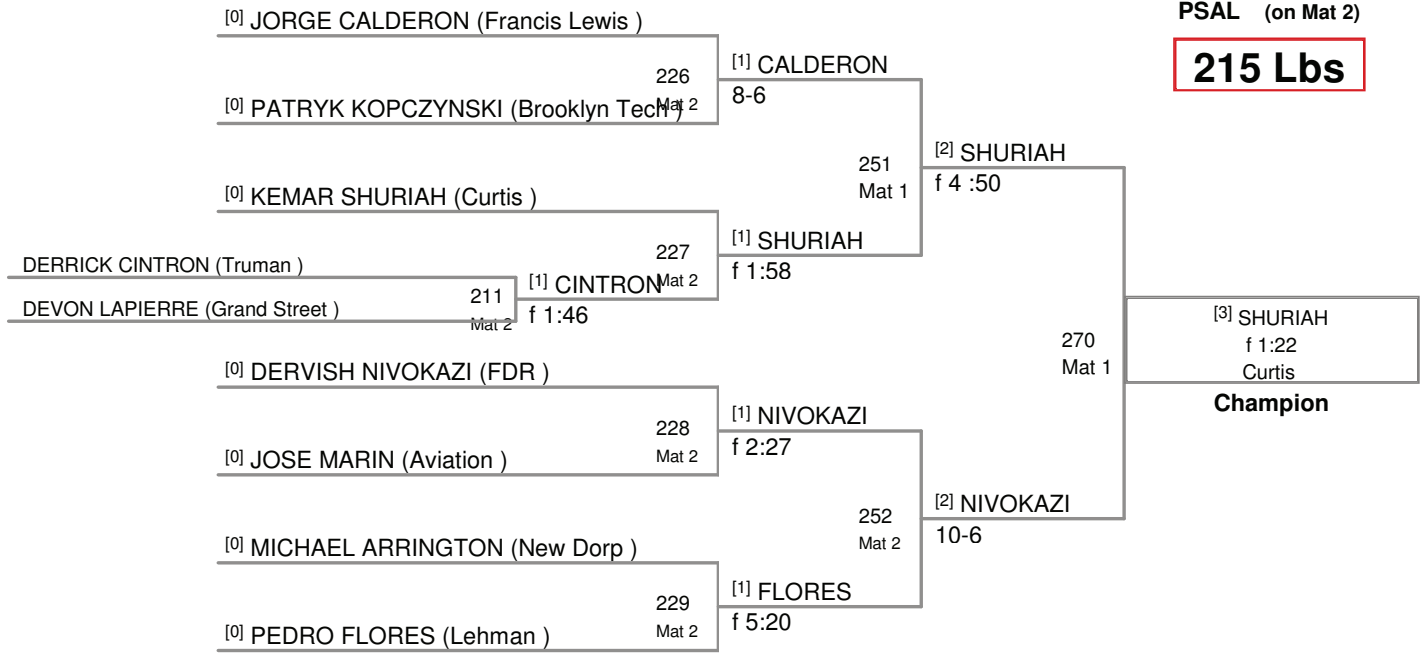 PSAL (on Mat 2)
215 Lbs
[0] JORGE CALDERON (Francis Lewis )
226
Mat 2
[0] PATRYK KOPCZYNSKI (Brooklyn Tech )
[1] CALDERON
8-6
[0] KEMAR SHURIAH (Curtis )
227
Mat 2
DERRICK CINTRON (Truman )
DEVON LAPIERRE (Grand Street )
211
Mat 2
[1] CINTRON
f 1:46
[1] SHURIAH
f 1:58
251
Mat 1
[2] SHURIAH
f 4 :50
[0] DERVISH NIVOKAZI (FDR )
228
Mat 2
[0] JOSE MARIN (Aviation )
[1] NIVOKAZI
f 2:27
[0] MICHAEL ARRINGTON (New Dorp )
229
Mat 2
[0] PEDRO FLORES (Lehman )
[1] FLORES
f 5:20
252
Mat 2
[2] NIVOKAZI
10-6
270
Mat 1
[3] SHURIAH
f 1:22
Curtis
Champion